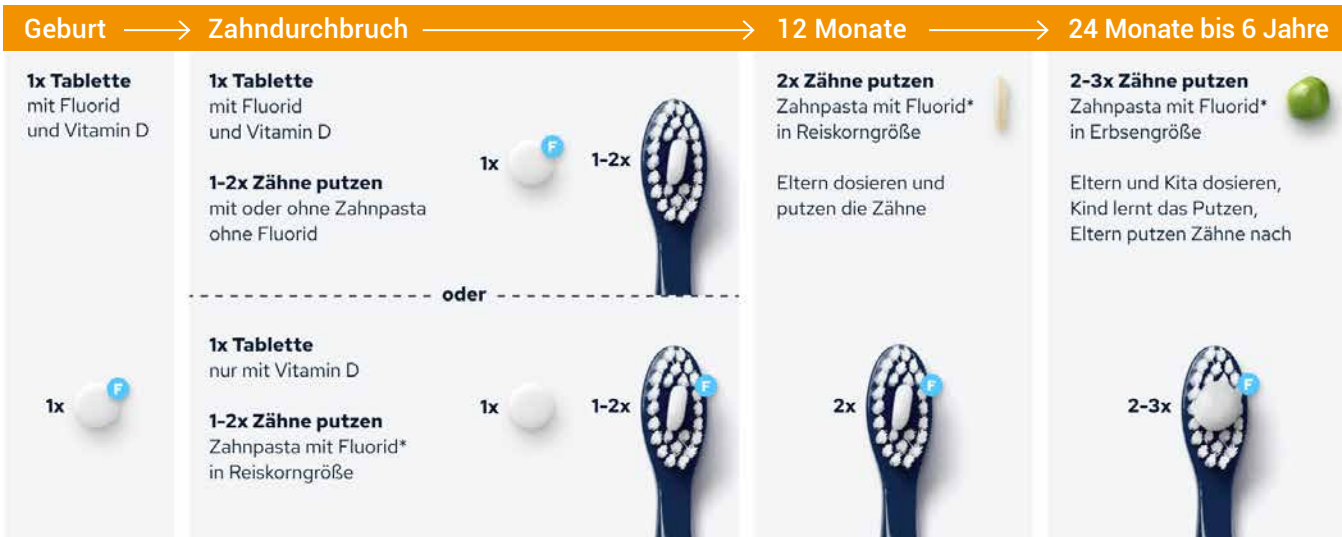 Geburt
Zahndurchbruch
12 Monate
24 Monate bis 6 Jahre
1x Tablette
mit Fluorid
und Vitamin D
1x
F
1x Tablette
mit Fluorid
und Vitamin D
1-2x Zähne putzen
mit oder ohne Zahnpasta
ohne Fluorid
1x
F
1-2x
oder
1x Tablette
nur mit Vitamin D
1-2x Zähne putzen
Zahnpasta mit Fluorid*
in Reiskorngröße
1x
1-2x
F
2x Zähne putzen
Zahnpasta mit Fluorid*
in Reiskorngröße
Eltern dosieren und
putzen die Zähne
2x
F
2-3x Zähne putzen
Zahnpasta mit Fluorid*
in Erbsengröße
Eltern und Kita dosieren,
Kind lernt das Putzen,
Eltern putzen Zähne nach
2-3x
F